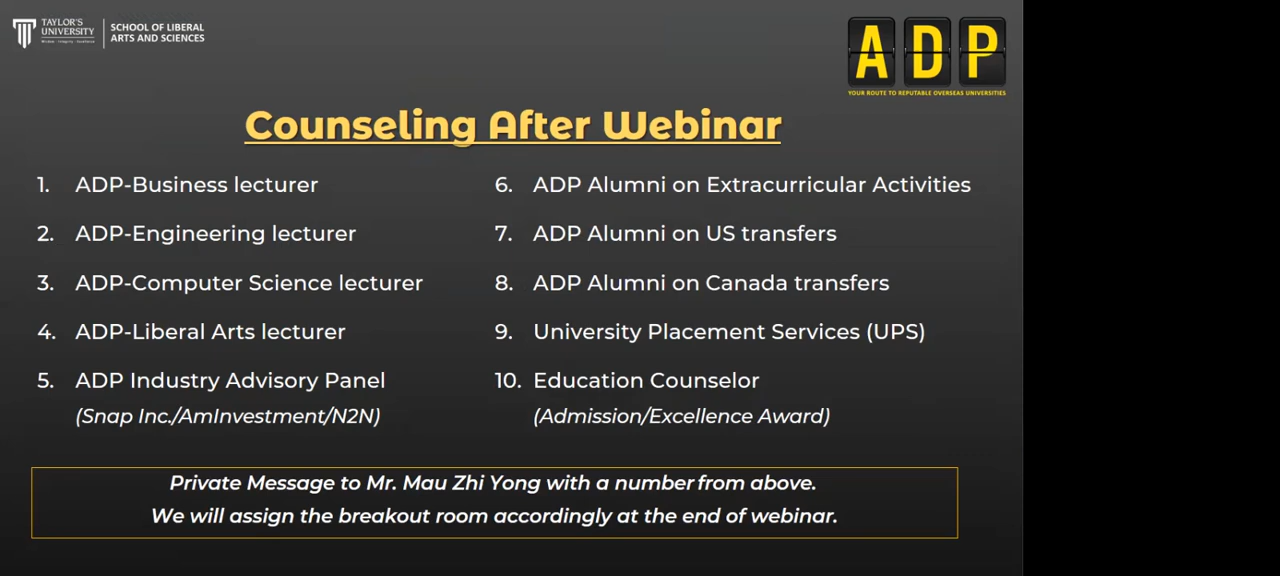 TAYLOR'S
UNIVERSITY
Wisdom · Integrity · Excellence
SCHOOL OF LIBERAL
ARTS AND SCIENCES
ADP
YOUR ROUTE TO REPUTABLE OVERSEAS UNIVERSITIES
Counseling After Webinar
1. ADP-Business lecturer
2. ADP-Engineering lecturer
3. ADP-Computer Science lecturer
4. ADP-Liberal Arts lecturer
5. ADP Industry Advisory Panel
(Snap Inc./AmInvestment/N2N)
6. ADP Alumni on Extracurricular Activities
7. ADP Alumni on US transfers
8. ADP Alumni on Canada transfers
9. University Placement Services (UPS)
10. Education Counselor
(Admission/Excellence Award)
Private Message to Mr. Mau Zhi Yong with a number from above.
We will assign the breakout room accordingly at the end of webinar.